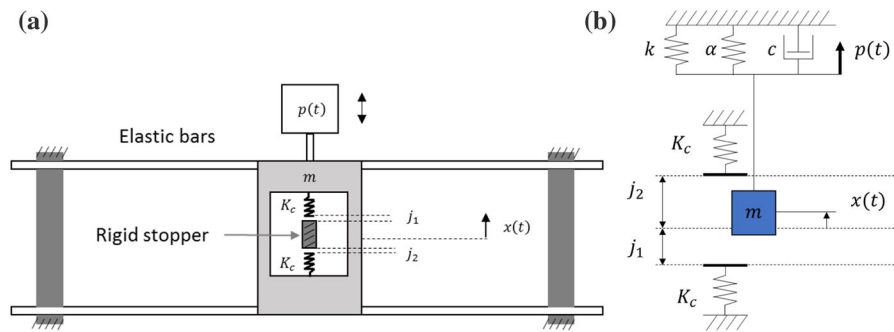 (a)
p(t)
Elastic bars
m
K_c
j_1
Rigid stopper
x(t)
j_2
K_c
(b)
k
α
c
p(t)
K_c
j_2
m
x(t)
j_1
K_c